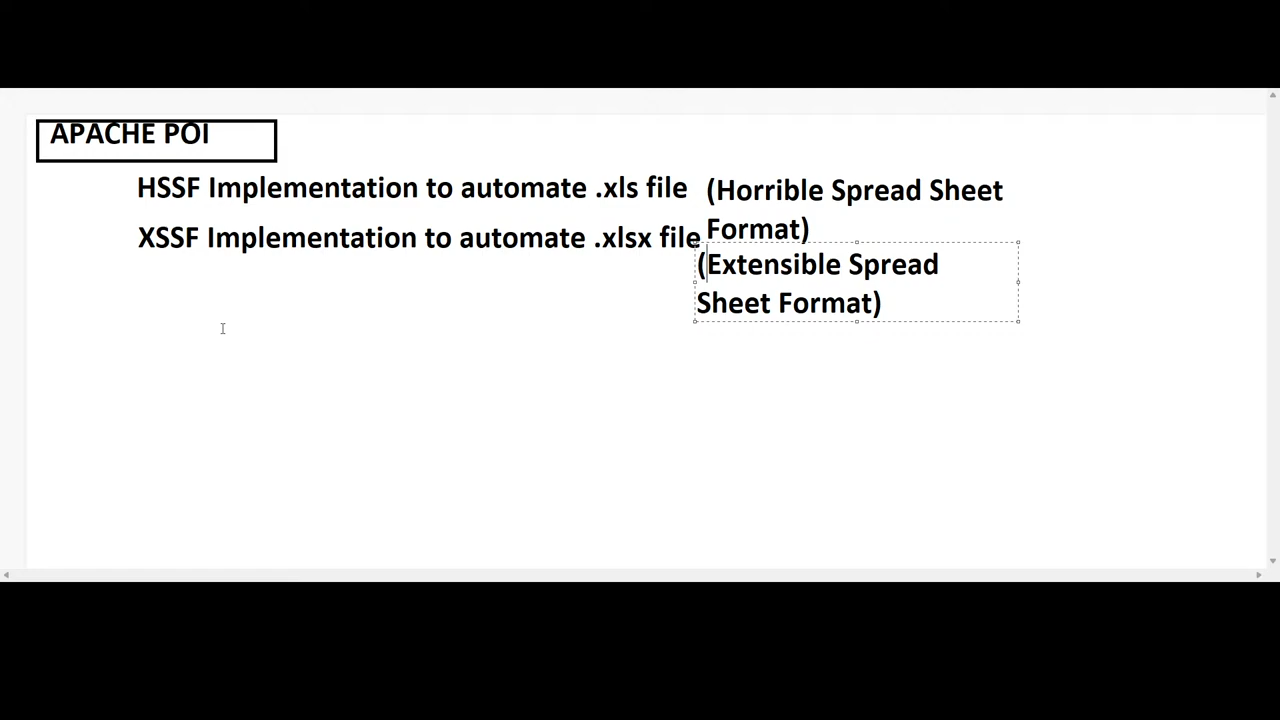 APACHE POI
HSSF Implementation to automate .xls file
(Horrible Spread Sheet
Format)
XSSF Implementation to automate .xlsx file
(Extensible Spread
Sheet Format)